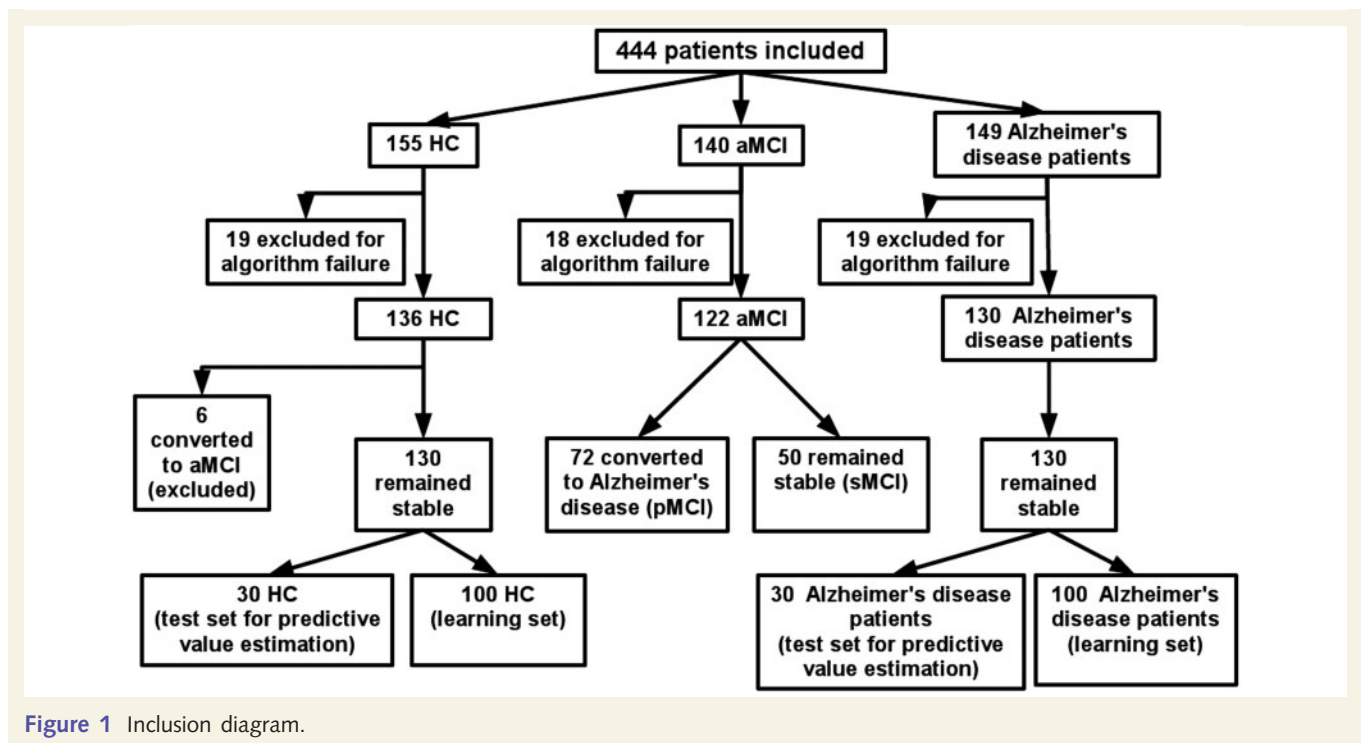 444 patients included
155 HC
140 aMCI
149 Alzheimer's
disease patients
19 excluded for
algorithm failure
18 excluded for
algorithm failure
19 excluded for
algorithm failure
136 HC
122 aMCI
130 Alzheimer's
disease patients
6
converted
to aMCI
(excluded)
130
remained
stable
72 converted
to Alzheimer's
disease (pMCI)
50 remained
stable (sMCI)
130
remained
stable
30 HC
(test set for predictive
value estimation)
100 HC
(learning set)
30 Alzheimer's disease
patients
(test set for predictive
value estimation)
100 Alzheimer's
disease patients
(learning set)
Figure 1 Inclusion diagram.